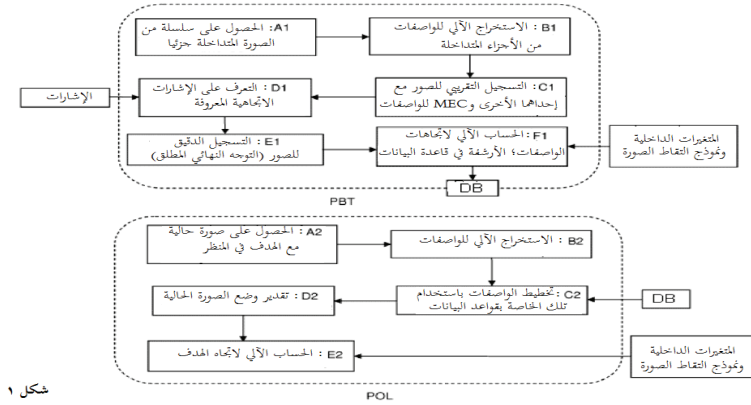 A1: الحصول على سلسلة من
الصورة المتداخلة جزئيا
B1 : الاستخراج الآلي للواصفات
من الأجزاء المتداخلة
C1 : التسجيل التقريبي للصور مع
إحداهما الأخرى وMEC للواصفات
D1 : التعرف على الإشارات
الاتجاهية المعروفة
الإشارات
E1 : التسجيل الدقيق
للصور (التوجه النهائي المطلق)
F1 : الحساب الآلي لاتجاهات
الواصفات؛ الأرشفة في قاعدة البيانات
المتغيرات الداخلية
ونموذج التقاط الصورة
DB
PBT
A2: الحصول على صورة حالية
مع الهدف في المنظر
B2 : الاستخراج الآلي للواصفات
C2 : تخطيط الواصفات باستخدام
تلك الخاصة بقواعد البيانات
DB
D2 : تقدير وضع الصورة الحالية
E2 : الحساب الآلي لاتجاه الهدف
المتغيرات الداخلية
ونموذج التقاط الصورة
POL
شكل ١